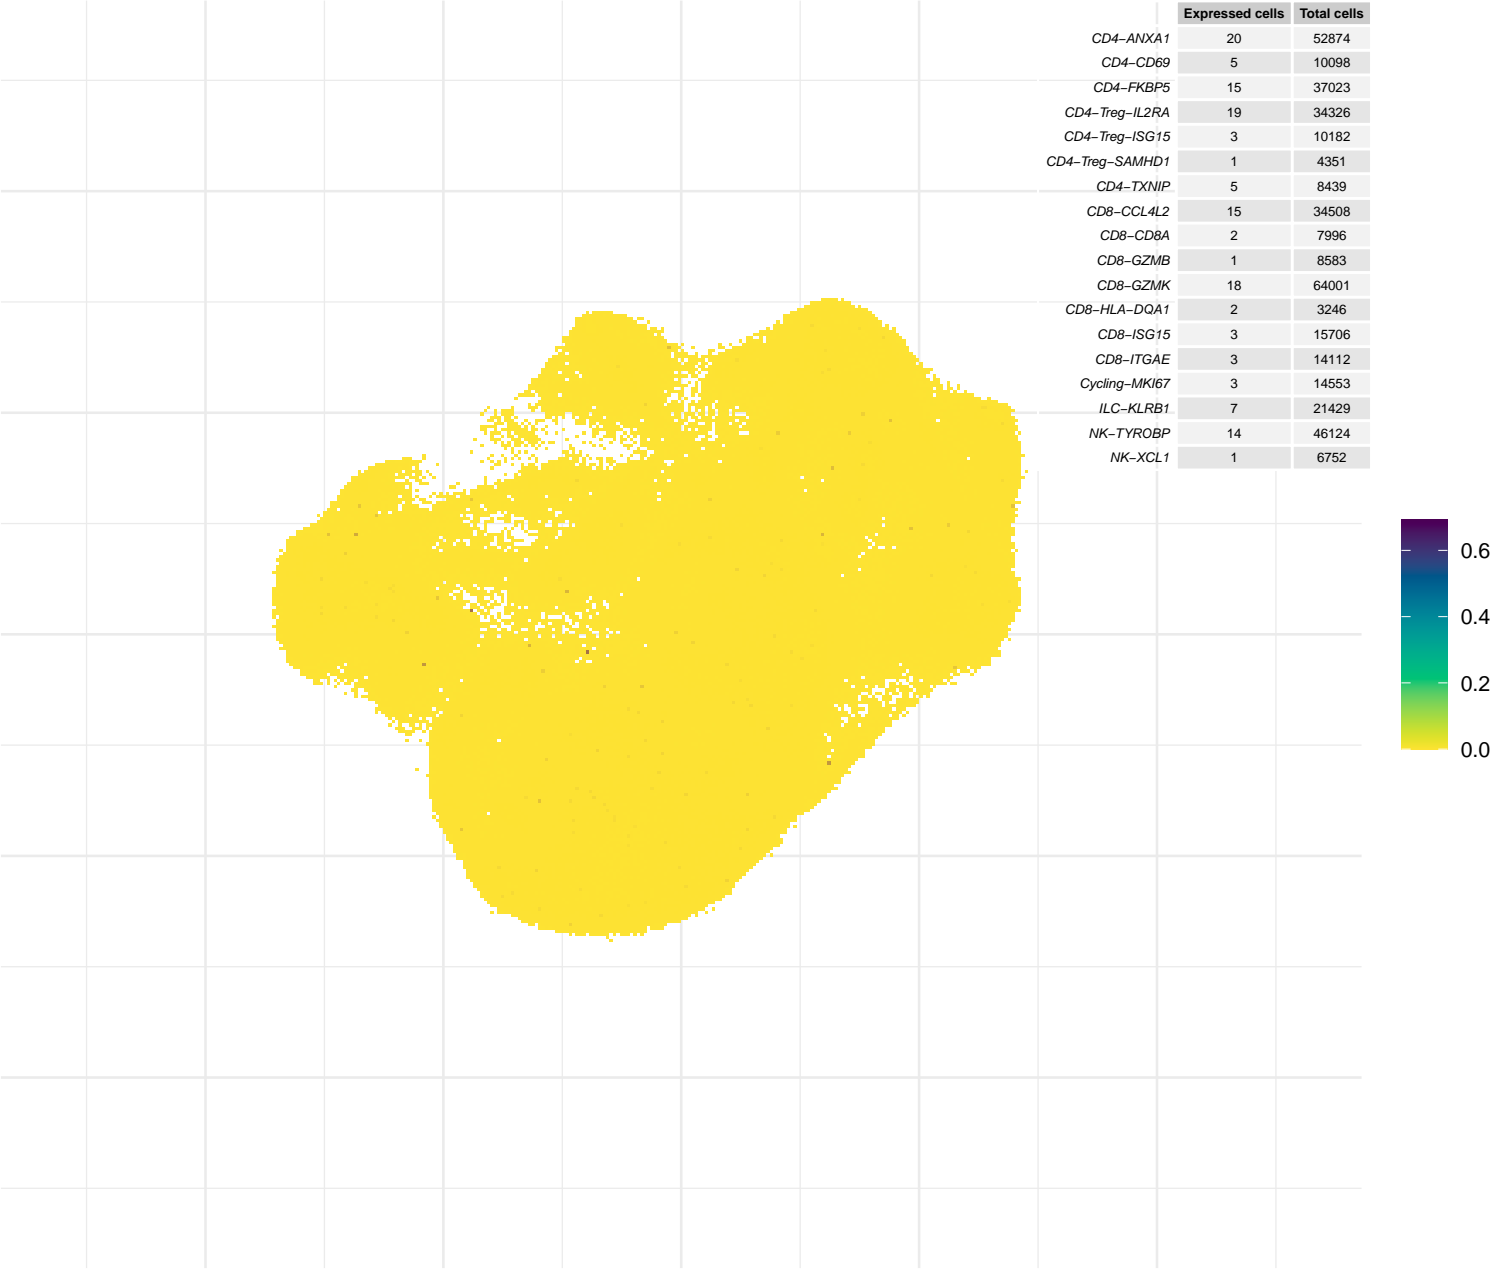 Expressed cells Total cells
CD4−ANXA1 20 52874
CD4−CD69 5 10098
CD4−FKBP5 15 37023
CD4−Treg−IL2RA 19 34326
CD4−Treg−ISG15 3 10182
CD4−Treg−SAMHD1 1 4351
CD4−TXNIP 5 8439
CD8−CCL4L2 15 34508
CD8−CD8A 2 7996
CD8−GZMB 1 8583
CD8−GZMK 18 64001
CD8−HLA−DQA1 2 3246
CD8−ISG15 3 15706
CD8−ITGAE 3 14112
Cycling−MKI67 3 14553
ILC−KLRB1 7 21429
NK−TYROBP 14 46124
NK−XCL1 1 6752
0.6
0.4
0.2
0.0